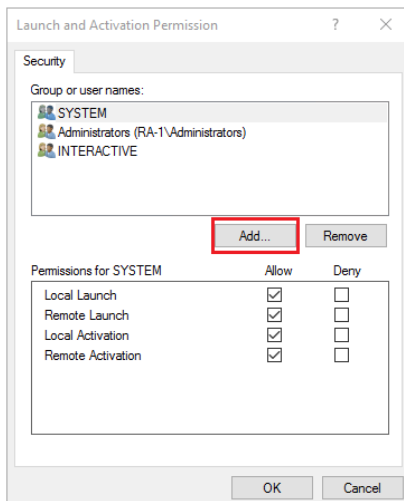 Launch and Activation Permission ?
Security
Group or user names:
SYSTEM
Administrators (RA-1\Administrators)
INTERACTIVE
Add... Remove
Permissions for SYSTEM Allow Deny
Local Launch
Remote Launch
Local Activation
Remote Activation
OK Cancel